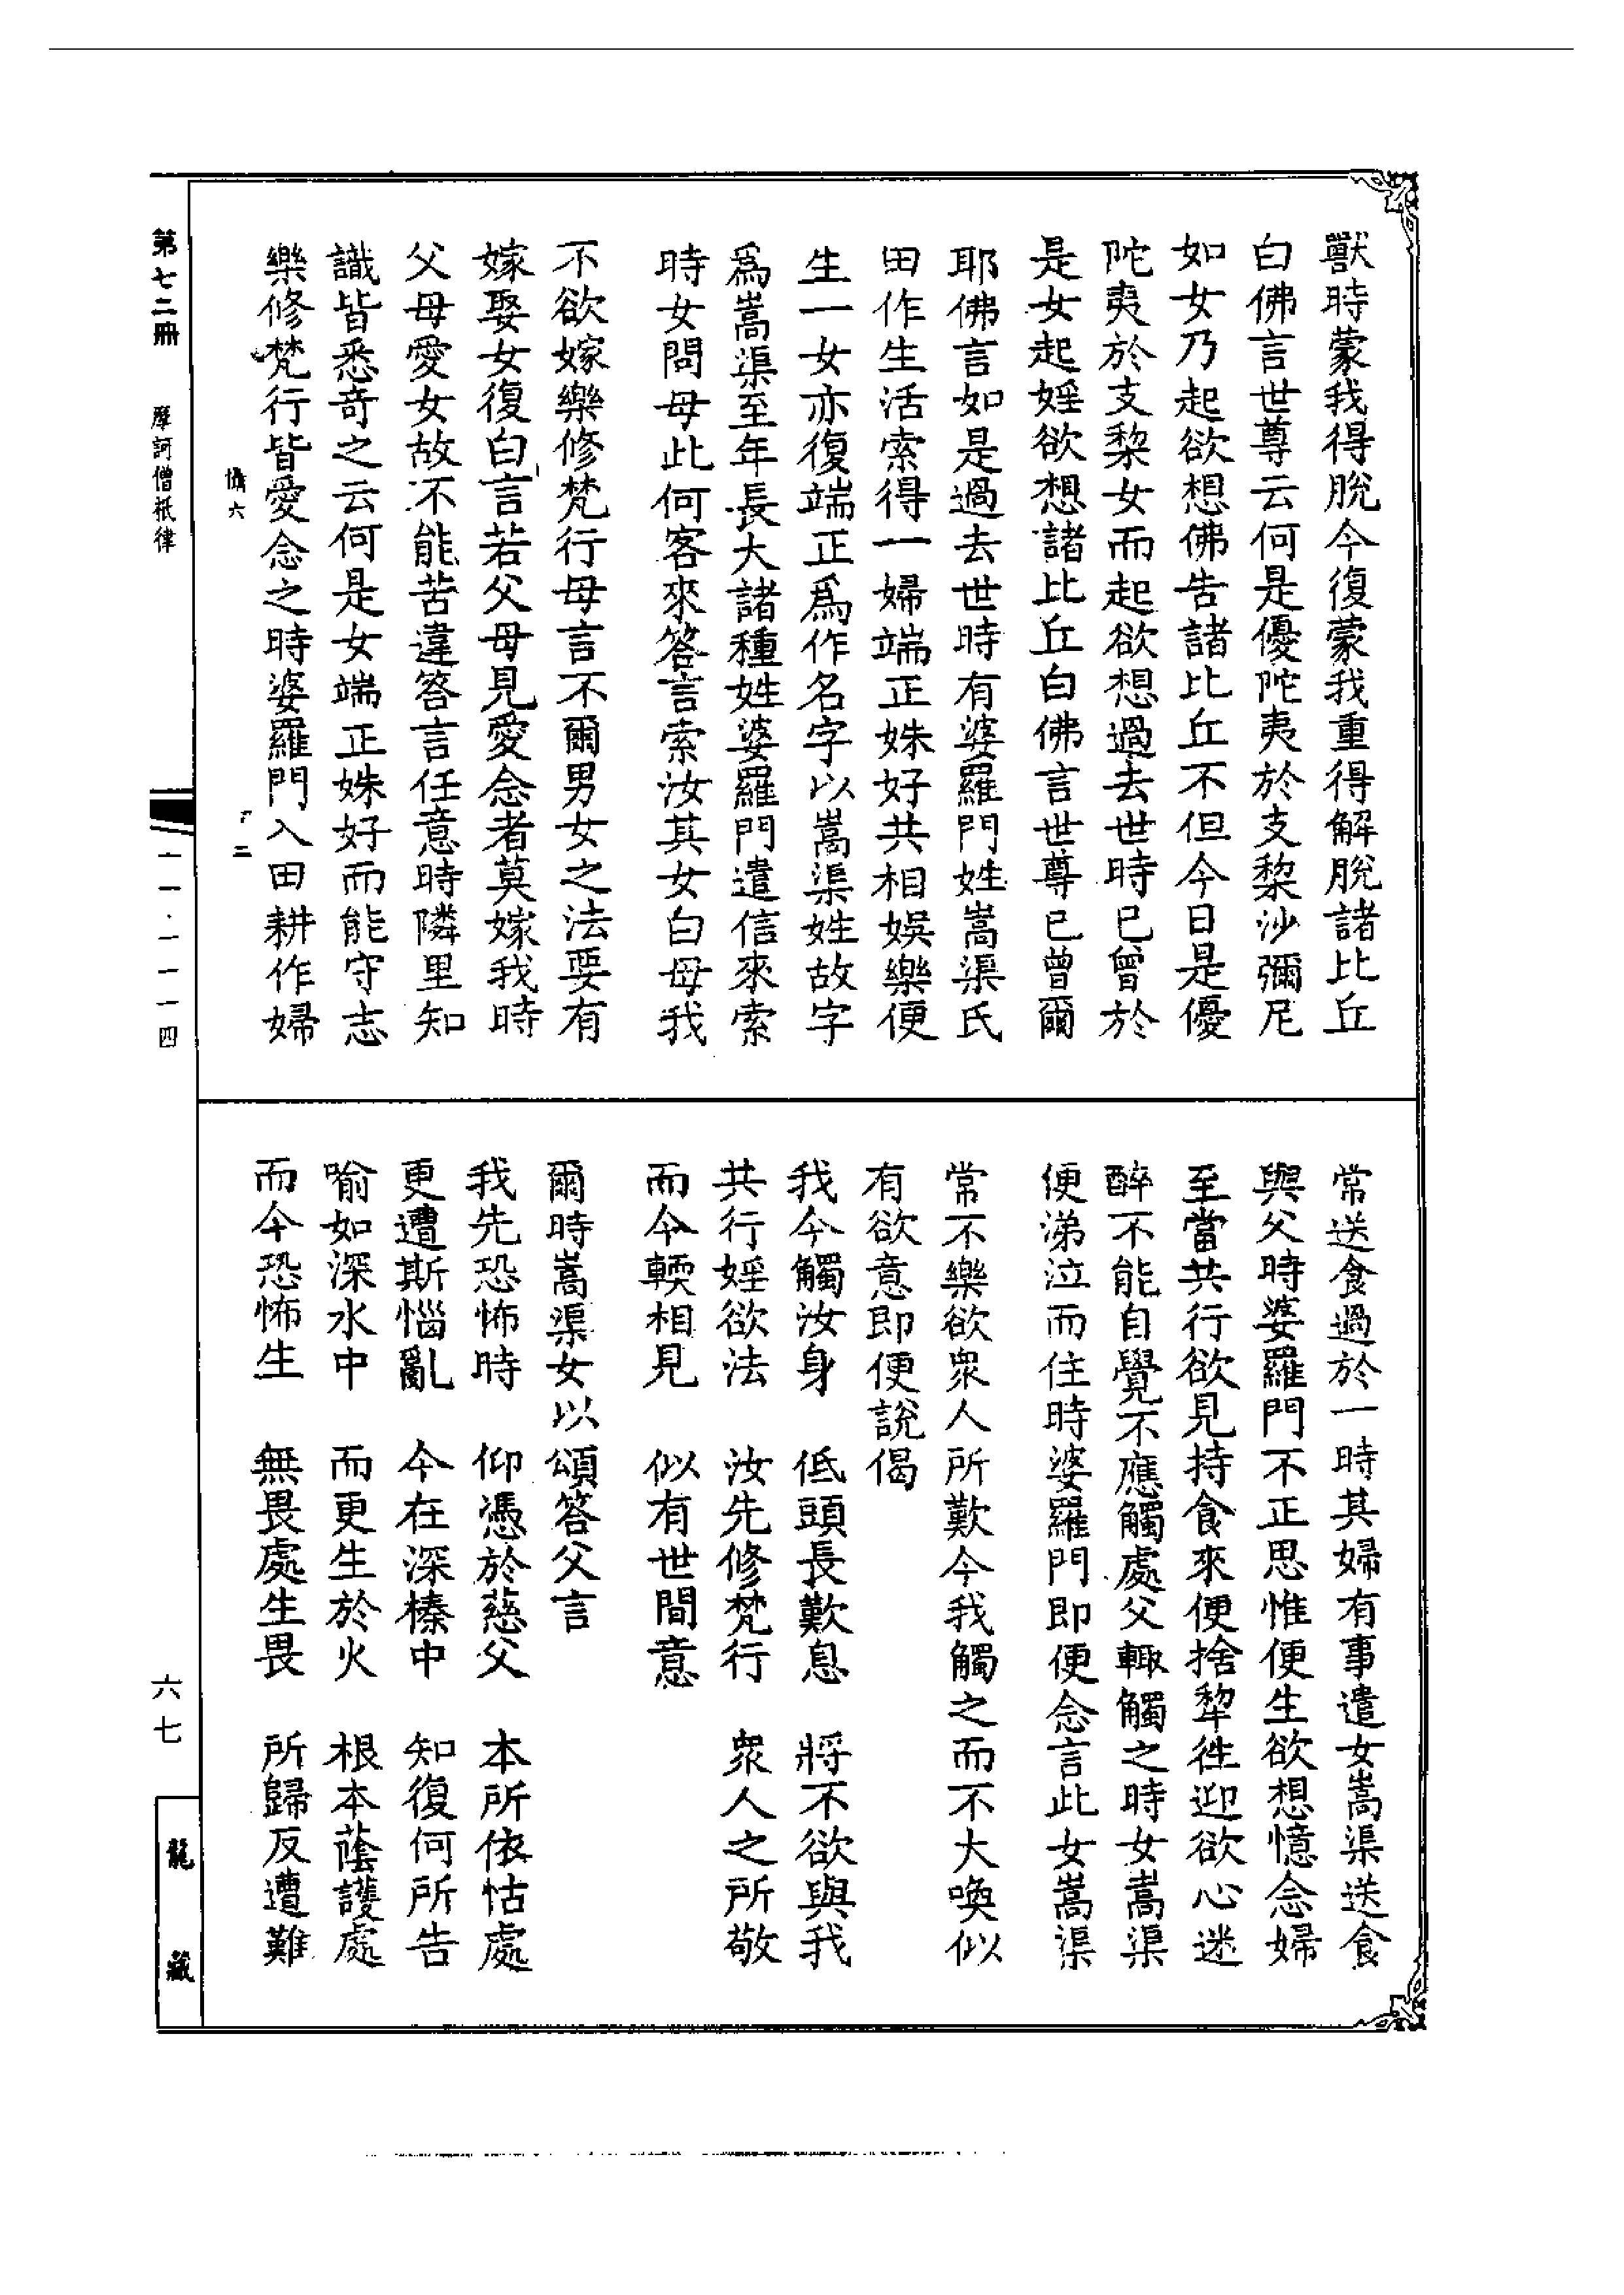 獸時蒙我得脫今復蒙我重得解脫諸比丘
白佛言世尊云何是優陀夷於支黎沙彌尼
如女乃起欲想佛告諸比丘不但今日是優
陀夷於支黎女而起欲想過去世時已曾於
是女起婬欲想諸比丘白佛言世尊已曾爾
耶佛言如是過去世時有婆羅門姓嵩渠氏
田作生活索得一婦端正姝好共相娛樂便
生一女亦復端正爲作名字以嵩渠姓故字
爲嵩渠至年長大諸種姓婆羅門遣信來索
時女問母此何客來答言索汝其女白母我
不欲嫁樂修梵行母言不爾男女之法要有
嫁娶女復白言若父母見愛念者莫嫁我時
父母愛女故不能苦違答言任意時隣里知
識皆悉奇之云何是女端正姝好而能守志
樂修梵行皆愛念之時婆羅門入田耕作婦
常送食過於一時其婦有事遣女嵩渠送食
與父時婆羅門不正思惟便生欲想憶念婦
至當共行欲見持食來便捨犂徃迎欲心迷
醉不能自覺不應觸處父輙觸之時女嵩渠
便涕泣而住時婆羅門即便念言此女嵩渠
常不樂欲衆人所歎今我觸之而不大喚似
有欲意即便說偈
我今觸汝身　低頭長歎息　將不欲與我
共行婬欲法　汝先修梵行　衆人之所敬
而今輭相見　似有世間意
爾時嵩渠女以頌答父言
我先恐怖時　仰憑於慈父　本所依怙處
更遭斯惱亂　今在深榛中　知復何所告
喻如深水中　而更生於火　根本蔭護處
而今恐怖生　無畏處生畏　所歸反遭難
第七二冊　摩訶僧祇律
六七
龍藏